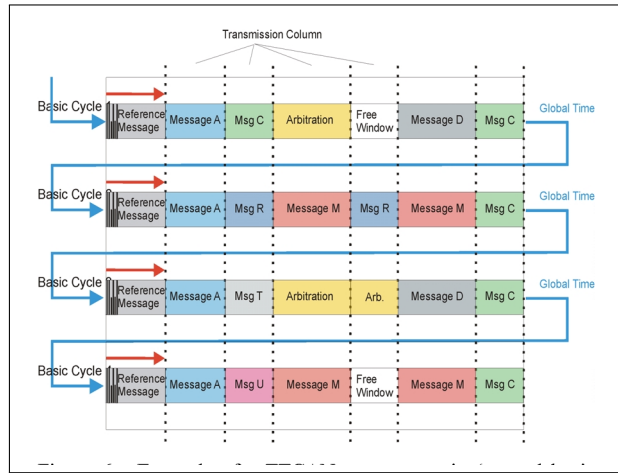 Transmission Column
Basic Cycle
Reference
Message
Message A
Msg C
Arbitration
Free
Window
Message D
Msg C
Global Time
Basic Cycle
Reference
Message
Message A
Msg R
Message M
Msg R
Message M
Msg C
Global Time
Basic Cycle
Reference
Message
Message A
Msg T
Arbitration
Arb.
Message D
Msg C
Global Time
Basic Cycle
Reference
Message
Message A
Msg U
Message M
Free
Window
Message M
Msg C